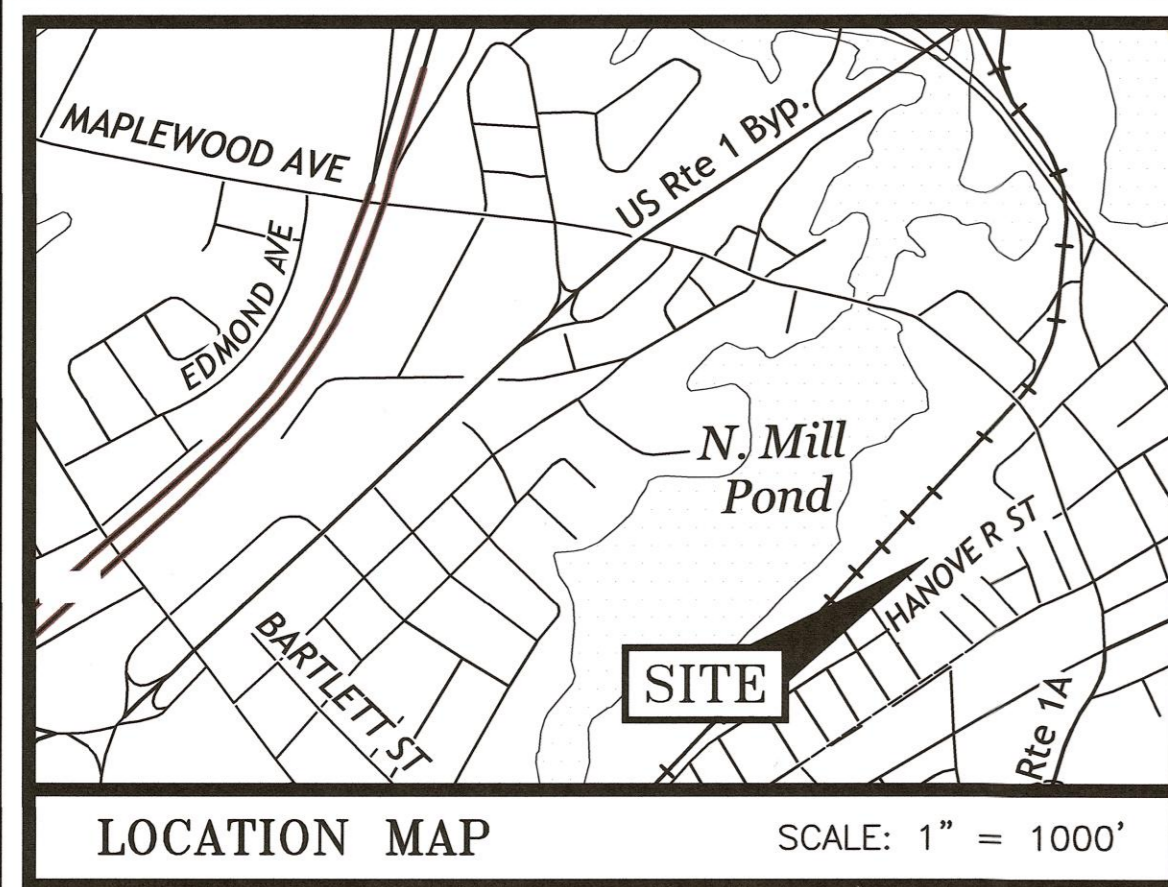 MAPLEWOOD AVE
US Rte 1 Byp.
EDMOND AVE
N. Mill
Pond
HANOVER ST
BARTLETT ST
SITE
Rte 1A
LOCATION MAP
SCALE: 1" = 1000'